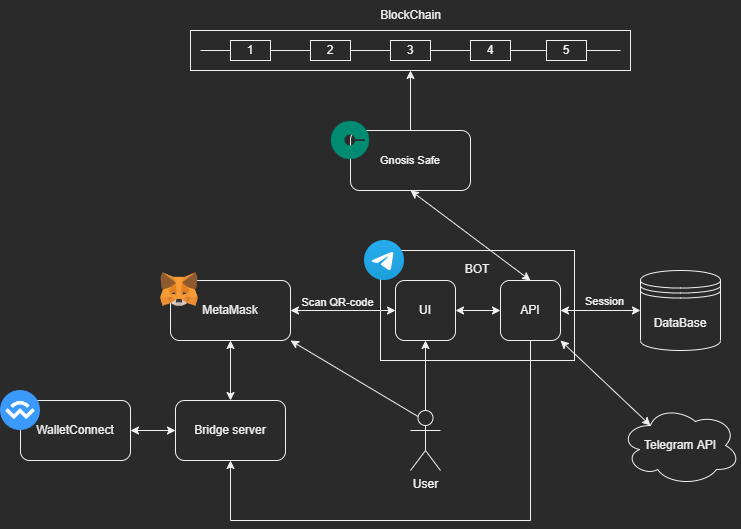 BlockChain
1
2
3
4
5
Gnosis Safe
BOT
MetaMask
Scan QR-code
UI
API
Session
DataBase
WalletConnect
Bridge server
Telegram API
User